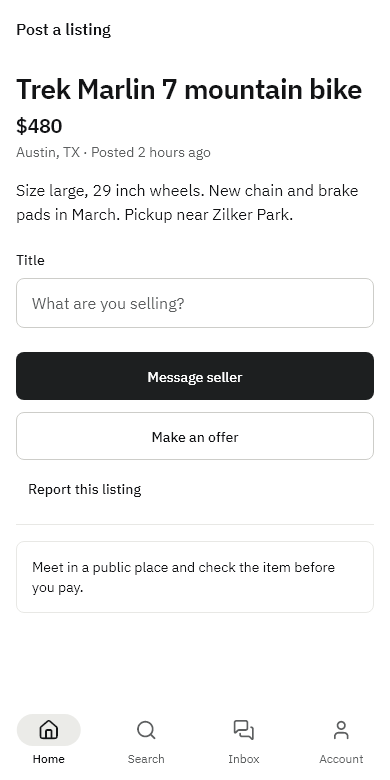 Post a listing
Trek Marlin 7 mountain bike
$480
Austin, TX · Posted 2 hours ago
Size large, 29 inch wheels. New chain and brake
pads in March. Pickup near Zilker Park.
Title
What are you selling?
Message seller
Make an offer
Report this listing
Meet in a public place and check the item before
you pay.
Home
Search
Inbox
Account